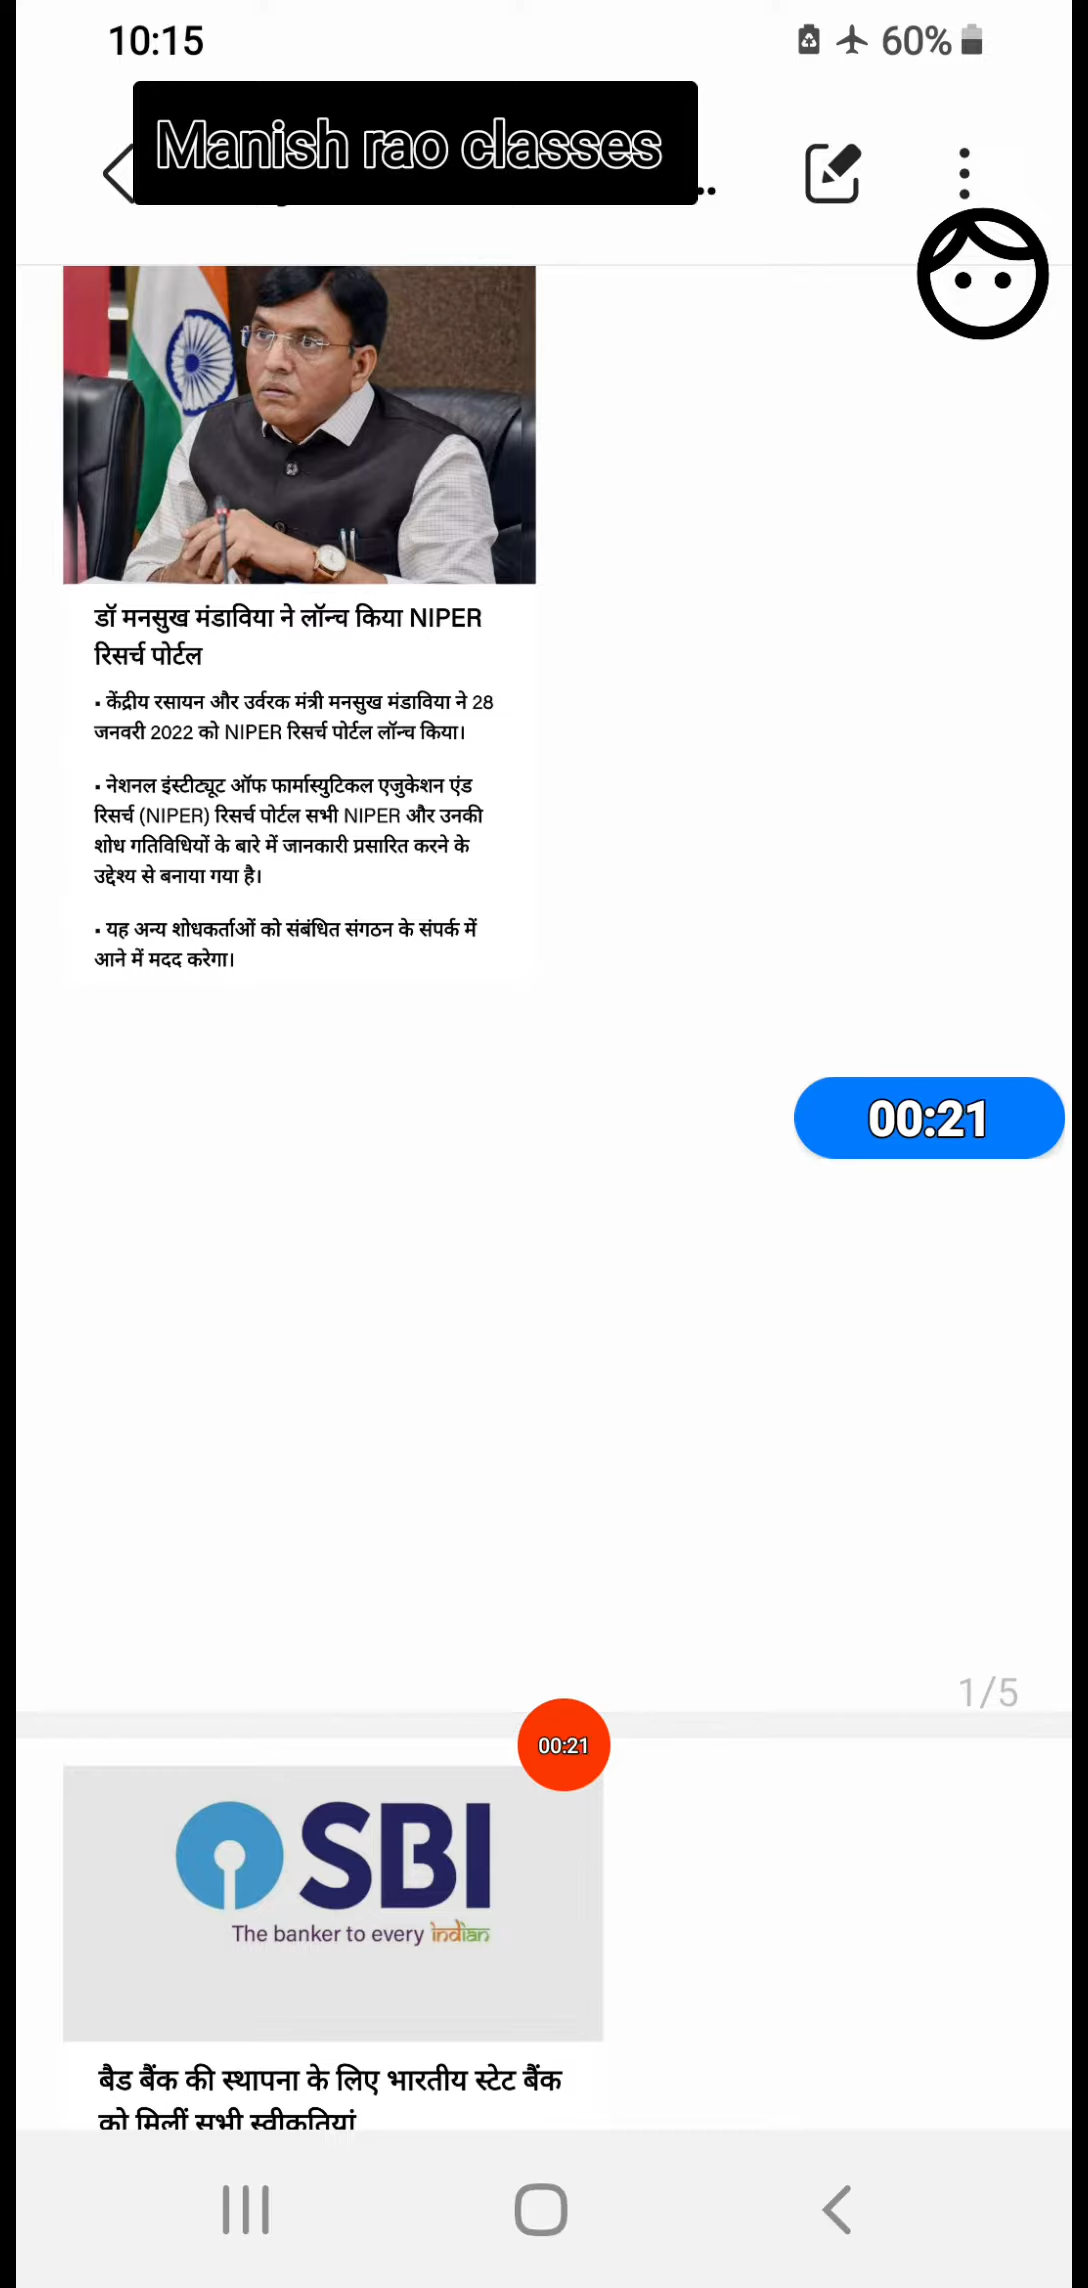 10:15
60%
Manish rao classes
..
डॉ मनसुख मंडाविया ने लॉन्च किया NIPER
रिसर्च पोर्टल
▪ केंद्रीय रसायन और उर्वरक मंत्री मनसुख मंडाविया ने 28
जनवरी 2022 को NIPER रिसर्च पोर्टल लॉन्च किया।
▪ नेशनल इंस्टीट्यूट ऑफ फार्मास्युटिकल एजुकेशन एंड
रिसर्च (NIPER) रिसर्च पोर्टल सभी NIPER और उनकी
शोध गतिविधियों के बारे में जानकारी प्रसारित करने के
उद्देश्य से बनाया गया है।
▪ यह अन्य शोधकर्ताओं को संबंधित संगठन के संपर्क में
आने में मदद करेगा।
00:21
1/5
00:21
SBI
The banker to every indian
बैड बैंक की स्थापना के लिए भारतीय स्टेट बैंक
को मिलीं सभी स्वीकृतियां